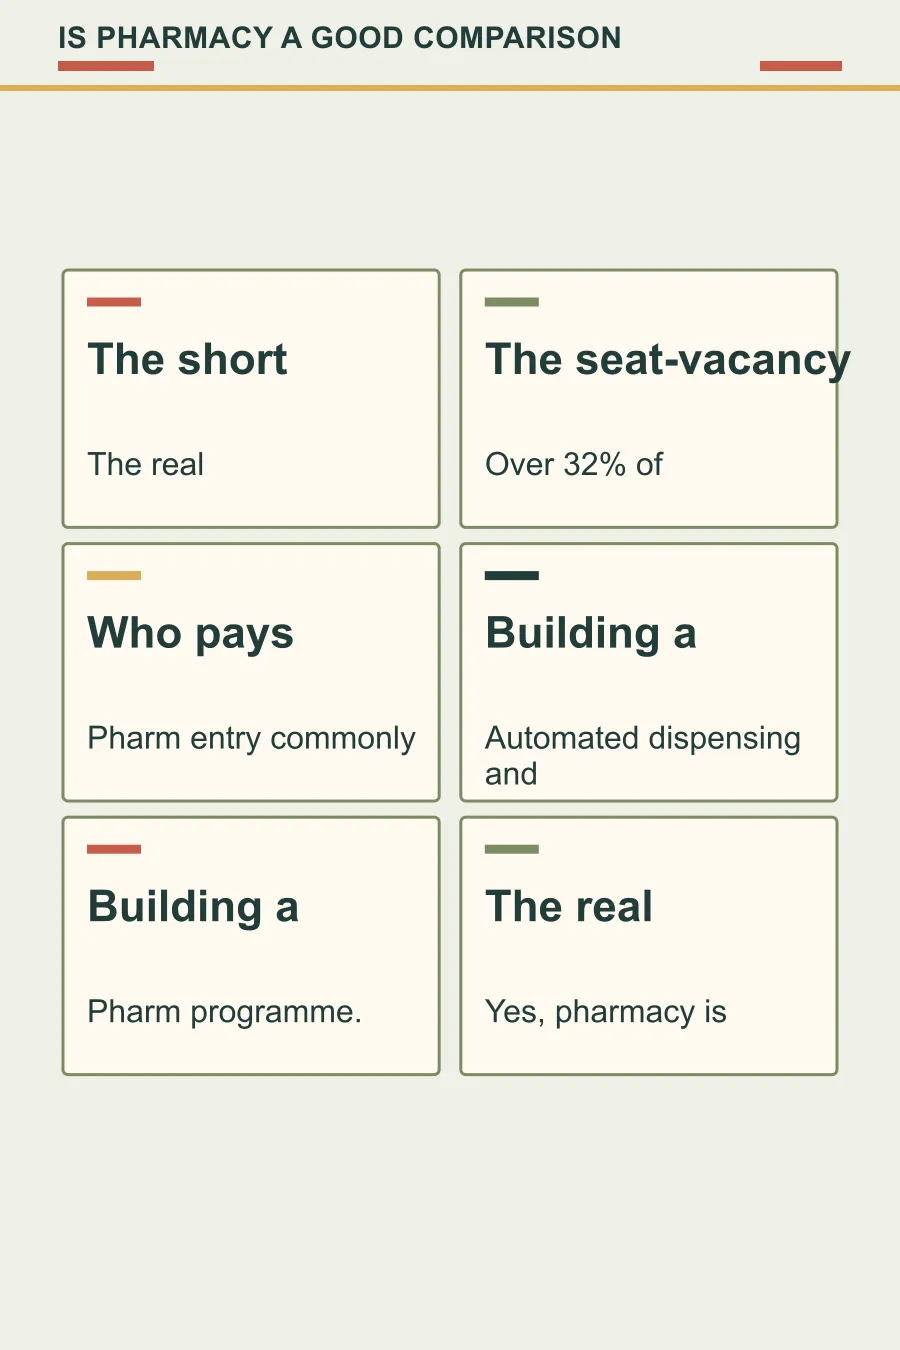 IS PHARMACY A GOOD COMPARISON
The short
The real
The seat-vacancy
Over 32% of
Who pays
Pharm entry commonly
Building a
Automated dispensing
and
Building a
Pharm programme.
The real
Yes, pharmacy is